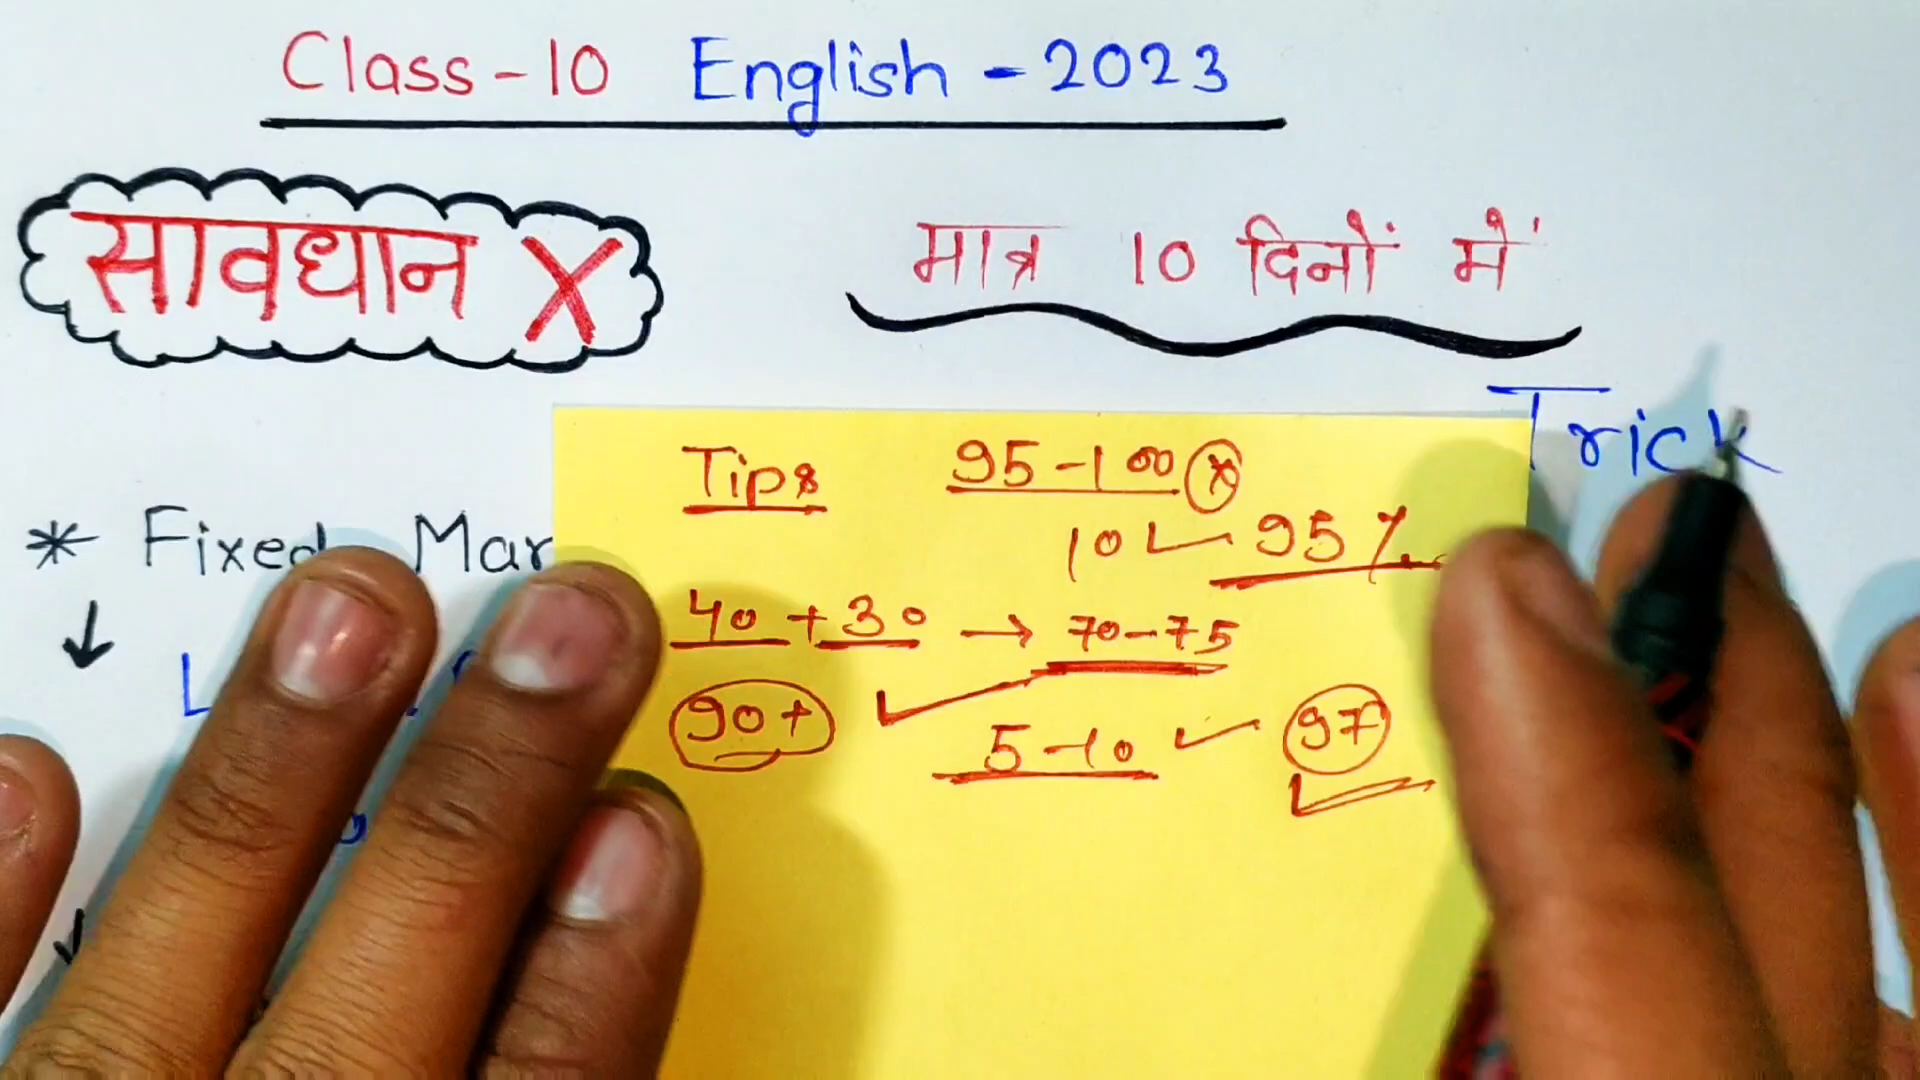 Class-10 English - 2023
सावधान X
मात्र 10 दिनों में
Trick
Tips 95-100
10 95%
* Fixed
40+30 → 70-75
90+ 5-10 97